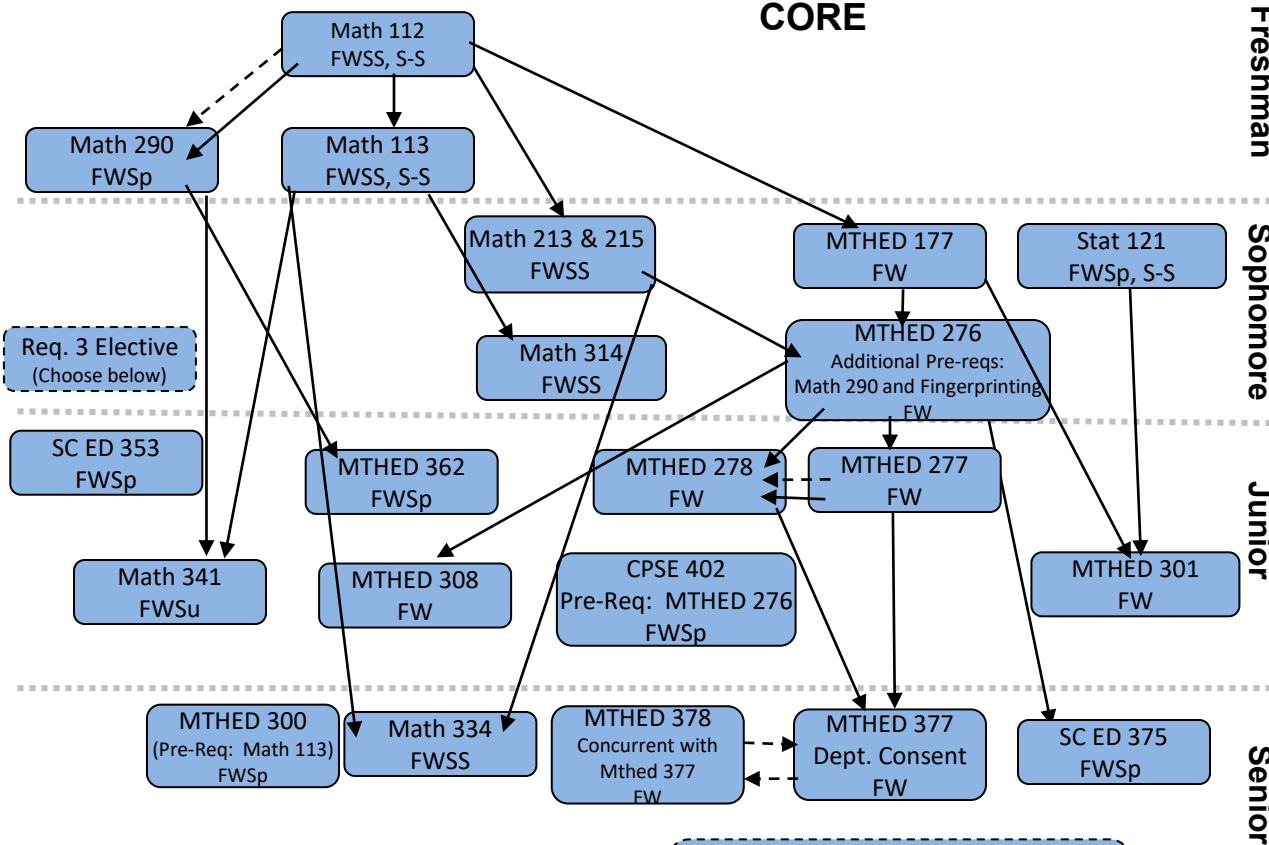 CORE
Math 112
FWSS, S-S
Freshman
Math 290
FWSp
Math 113
FWSS, S-S
Math 213 & 215
FWSS
MTHED 177
FW
Stat 121
FWSp, S-S
Sophomore
Req. 3 Elective
(Choose below)
Math 314
FWSS
MTHED 276
Additional Pre-reqs:
Math 290 and Fingerprinting
FW
SC ED 353
FWSp
MTHED 362
FWSp
MTHED 278
FW
MTHED 277
FW
Junior
Math 341
FWSu
MTHED 308
FW
CPSE 402
Pre-Req: MTHED 276
FWSp
MTHED 301
FW
MTHED 300
(Pre-Req: Math 113)
FWSp
Math 334
FWSS
MTHED 378
Concurrent with
Mthed 377
FW
MTHED 377
Dept. Consent
FW
SC ED 375
FWSp
Senior